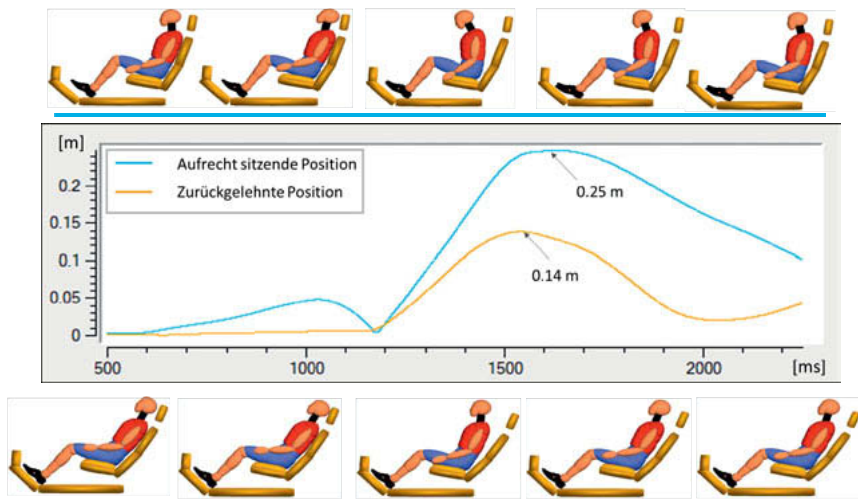 [m]
Aufrecht sitzende Position
Zurückgelehnte Position
0.2
0.15
0.1
0.05
0
0.25 m
0.14 m
500
1000
1500
2000
[ms]